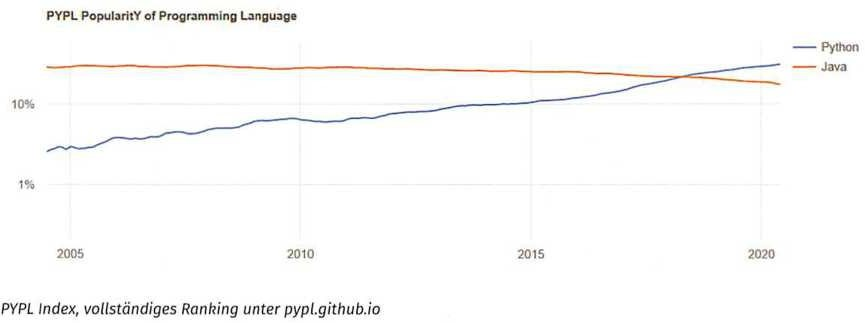 PYPL PopularitY of Programming Language
Python
Java
10%
1%
2005 2010 2015 2020
PYPL Index, vollständiges Ranking unter pypl.github.io